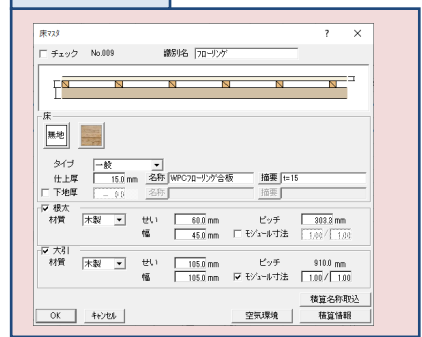 床ﾏｽﾀ ? ×
チェック No.009 識別名 ﾌﾛｰﾘﾝｸﾞ
床
無地
タイプ 一般
仕上厚 15.0 mm 名称 WPCﾌﾛｰﾘﾝｸﾞ合板 摘要 t=15
下地厚 名称 摘要
根太
材質 木製 せい 60.0 mm ピッチ 303.3 mm
幅 45.0 mm モジュール寸法 1.00 / 1.00
大引
材質 木製 せい 105.0 mm ピッチ 910.0 mm
幅 105.0 mm モジュール寸法 1.00 / 1.00
積算名称取込
OK ｷｬﾝｾﾙ 空気環境 積算情報